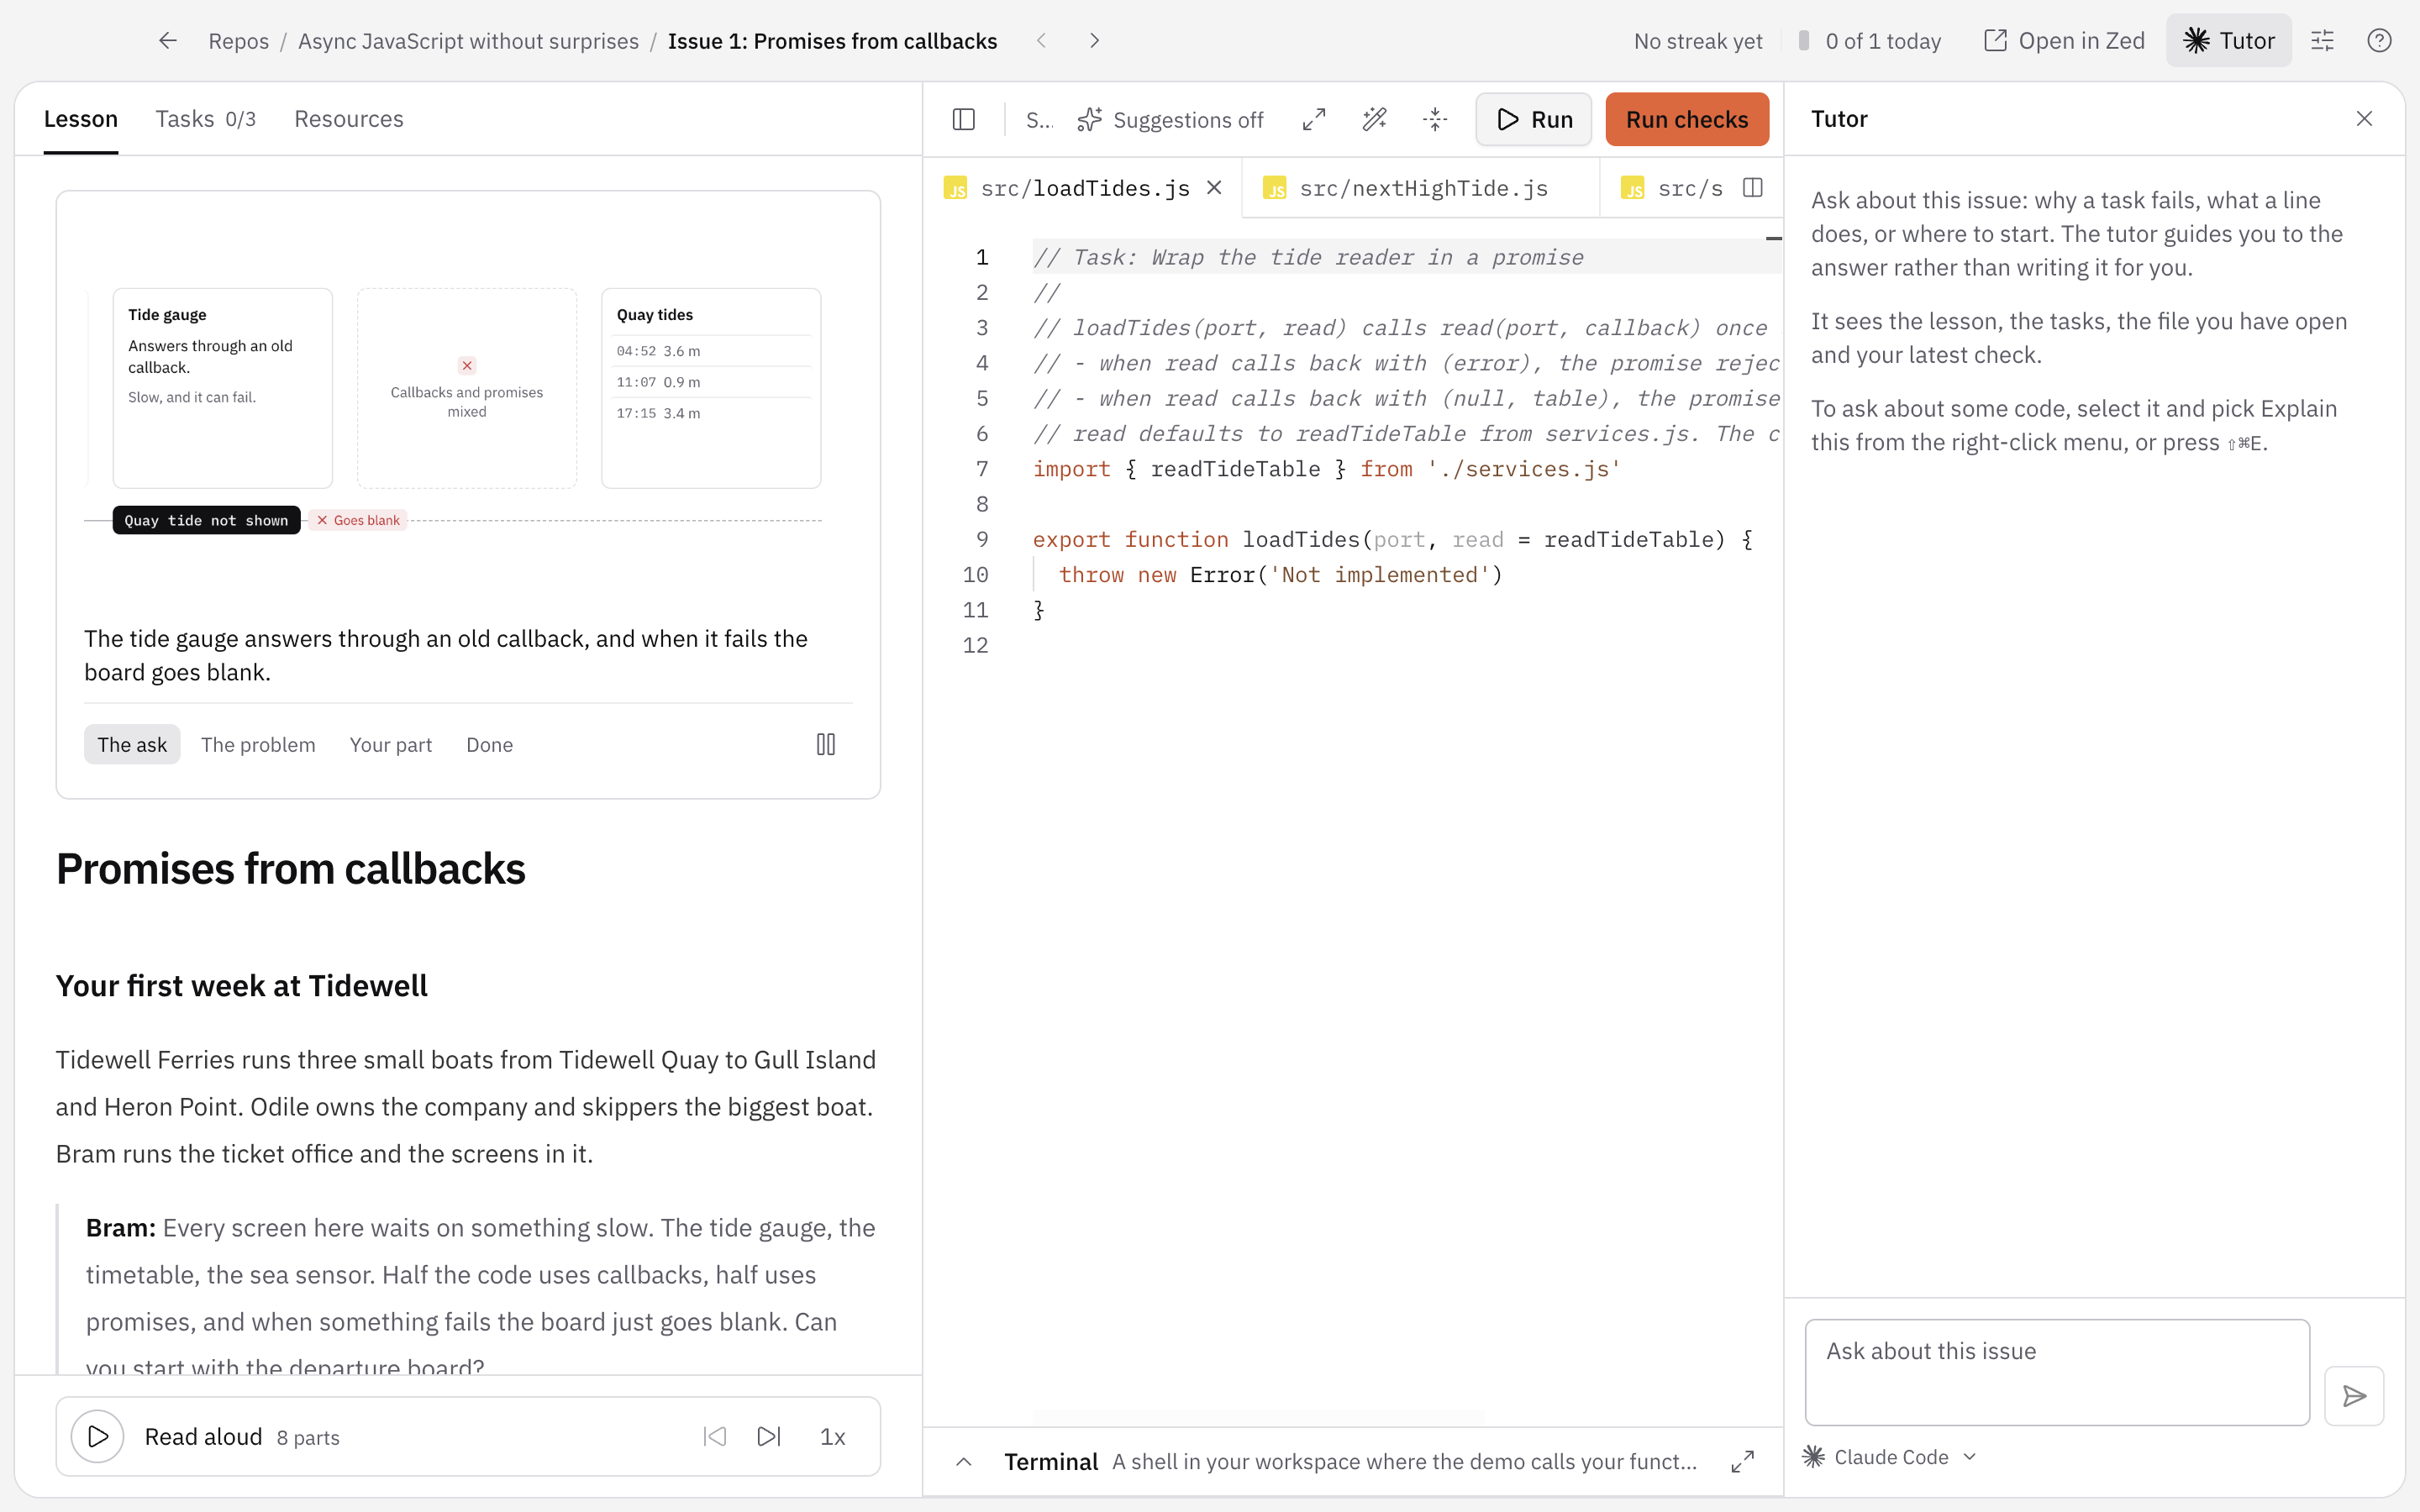 Repos / Async JavaScript without surprises / Issue 1: Promises from callbacks
No streak yet
0 of 1 today
Open in Zed
Tutor
Lesson
Tasks 0/3
Resources
Tide gauge
Answers through an old
callback.
Slow, and it can fail.
Callbacks and promises
mixed
Quay tides
04:52 3.6 m
11:07 0.9 m
17:15 3.4 m
Quay tide not shown
Goes blank
The tide gauge answers through an old callback, and when it fails the
board goes blank.
The ask
The problem
Your part
Done
Promises from callbacks
Your first week at Tidewell
Tidewell Ferries runs three small boats from Tidewell Quay to Gull Island
and Heron Point. Odile owns the company and skippers the biggest boat.
Bram runs the ticket office and the screens in it.
Bram: Every screen here waits on something slow. The tide gauge, the
timetable, the sea sensor. Half the code uses callbacks, half uses
promises, and when something fails the board just goes blank. Can
you start with the departure board?
Read aloud 8 parts
1x
S...
Suggestions off
Run
Run checks
JS src/loadTides.js
JS src/nextHighTide.js
JS src/s
1 // Task: Wrap the tide reader in a promise
2 //
3 // loadTides(port, read) calls read(port, callback) once
4 // - when read calls back with (error), the promise rejec
5 // - when read calls back with (null, table), the promise
6 // read defaults to readTideTable from services.js. The c
7 import { readTideTable } from './services.js'
8
9 export function loadTides(port, read = readTideTable) {
10 throw new Error('Not implemented')
11 }
12
Terminal A shell in your workspace where the demo calls your funct...
Tutor
Ask about this issue: why a task fails, what a line
does, or where to start. The tutor guides you to the
answer rather than writing it for you.
It sees the lesson, the tasks, the file you have open
and your latest check.
To ask about some code, select it and pick Explain
this from the right-click menu, or press ⇧⌘E.
Ask about this issue
Claude Code